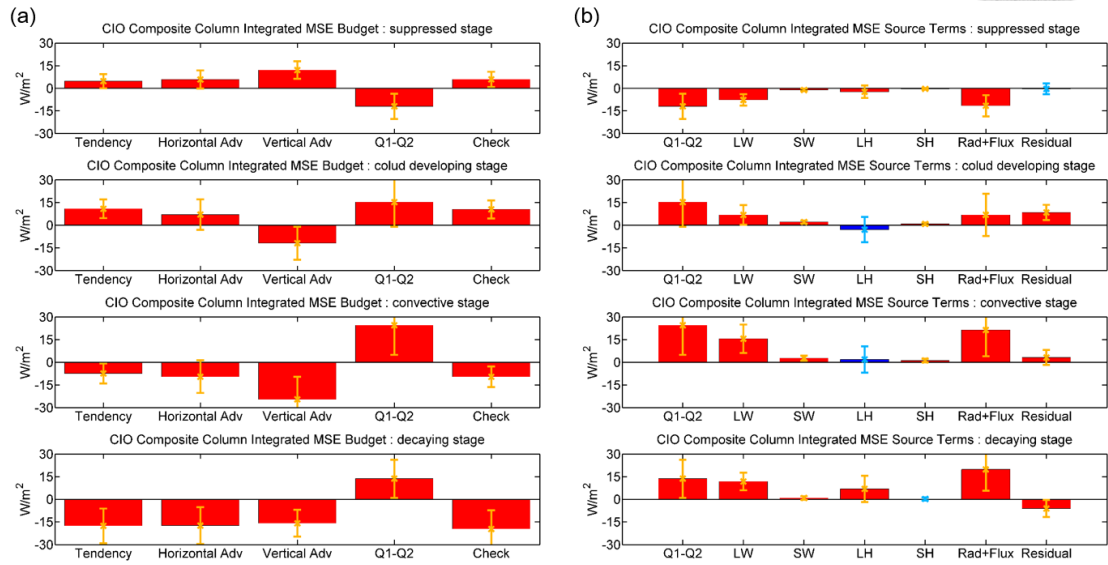 (a)
CIO Composite Column Integrated MSE Budget : suppressed stage
30
15
0
-15
-30
W/m²
Tendency Horizontal Adv Vertical Adv Q1-Q2 Check
CIO Composite Column Integrated MSE Budget : colud developing stage
30
15
0
-15
-30
W/m²
Tendency Horizontal Adv Vertical Adv Q1-Q2 Check
CIO Composite Column Integrated MSE Budget : convective stage
30
15
0
-15
-30
W/m²
Tendency Horizontal Adv Vertical Adv Q1-Q2 Check
CIO Composite Column Integrated MSE Budget : decaying stage
30
15
0
-15
-30
W/m²
Tendency Horizontal Adv Vertical Adv Q1-Q2 Check
(b)
CIO Composite Column Integrated MSE Source Terms : suppressed stage
30
15
0
-15
-30
W/m²
Q1-Q2 LW SW LH SH Rad+Flux Residual
CIO Composite Column Integrated MSE Source Terms : colud developing stage
30
15
0
-15
-30
W/m²
Q1-Q2 LW SW LH SH Rad+Flux Residual
CIO Composite Column Integrated MSE Source Terms : convective stage
30
15
0
-15
-30
W/m²
Q1-Q2 LW SW LH SH Rad+Flux Residual
CIO Composite Column Integrated MSE Source Terms : decaying stage
30
15
0
-15
-30
W/m²
Q1-Q2 LW SW LH SH Rad+Flux Residual